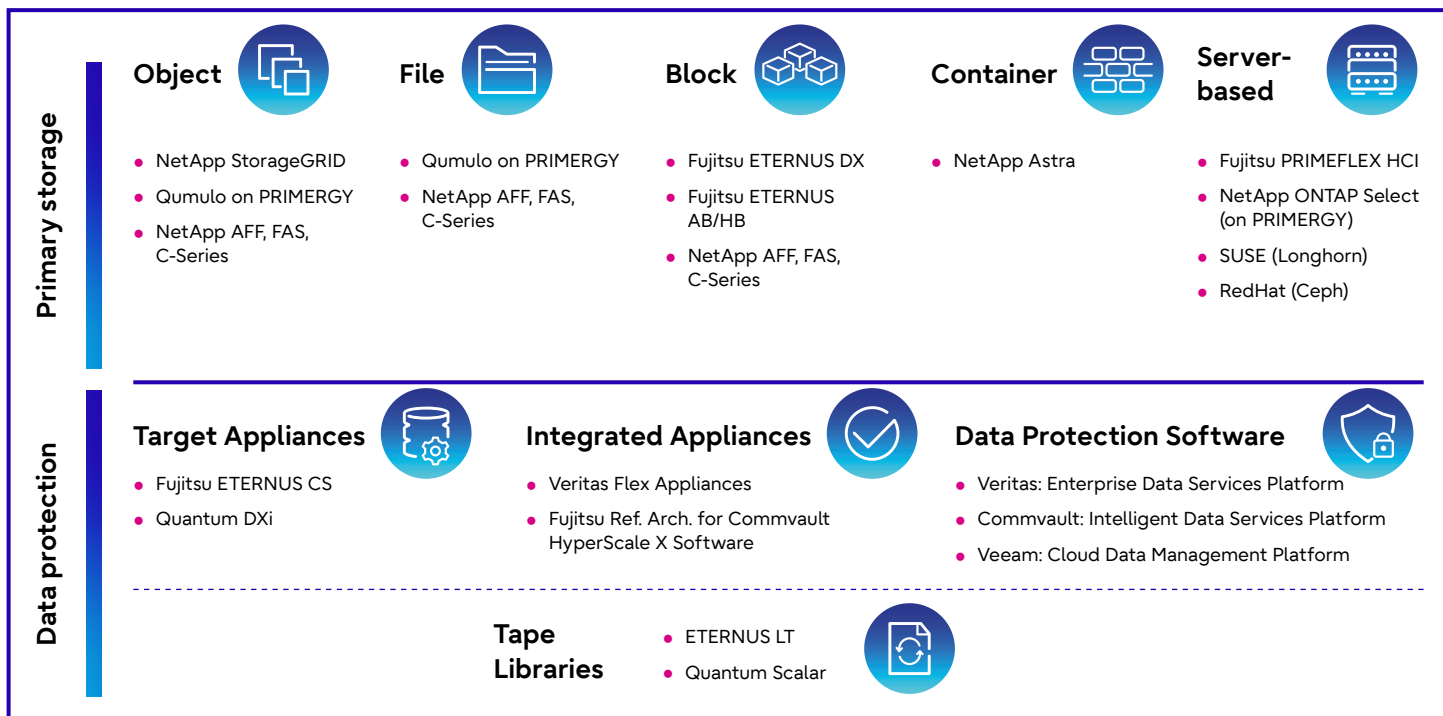 Primary storage
Object
NetApp StorageGRID
Qumulo on PRIMERGY
NetApp AFF, FAS,
C-Series
File
Qumulo on PRIMERGY
NetApp AFF, FAS,
C-Series
Block
Fujitsu ETERNUS DX
Fujitsu ETERNUS
AB/HB
NetApp AFF, FAS,
C-Series
Container
NetApp Astra
Server-
based
Fujitsu PRIMEFLEX HCI
NetApp ONTAP Select
(on PRIMERGY)
SUSE (Longhorn)
RedHat (Ceph)
Data protection
Target Appliances
Fujitsu ETERNUS CS
Quantum DXi
Integrated Appliances
Veritas Flex Appliances
Fujitsu Ref. Arch. for Commvault
HyperScale X Software
Data Protection Software
Veritas: Enterprise Data Services Platform
Commvault: Intelligent Data Services Platform
Veeam: Cloud Data Management Platform
Tape
Libraries
ETERNUS LT
Quantum Scalar